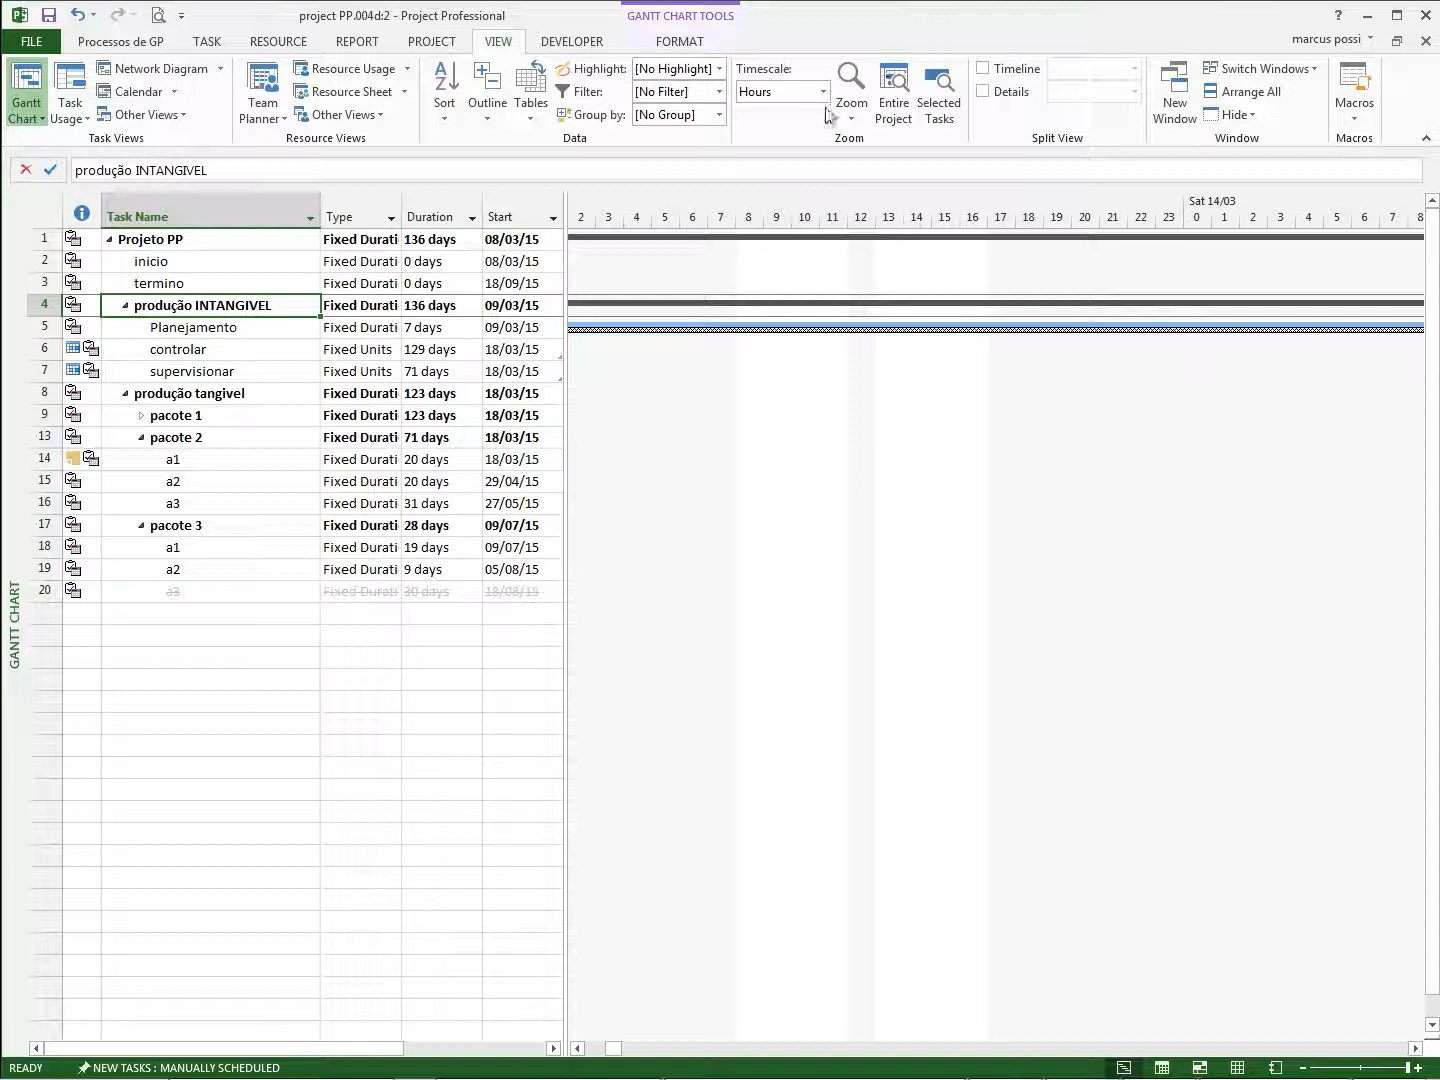 project PP.004d:2 - Project Professional
GANTT CHART TOOLS
?
FILE Processos de GP TASK RESOURCE REPORT PROJECT VIEW DEVELOPER FORMAT marcus possi
Gantt Chart
Task Usage
Network Diagram
Calendar
Other Views
Task Views
Team Planner
Resource Usage
Resource Sheet
Other Views
Resource Views
Sort
Outline
Tables
Highlight: [No Highlight]
Filter: [No Filter]
Group by: [No Group]
Data
Timescale:
Hours
Zoom
Entire Project
Selected Tasks
Zoom
Timeline
Details
Split View
New Window
Switch Windows
Arrange All
Hide
Window
Macros
Macros
produção INTANGIVEL
Sat 14/03
Task Name Type Duration Start 2 3 4 5 6 7 8 9 10 11 12 13 14 15 16 17 18 19 20 21 22 23 0 1 2 3 4 5 6 7 8
1 Projeto PP Fixed Durati 136 days 08/03/15
2 inicio Fixed Durati 0 days 08/03/15
3 termino Fixed Durati 0 days 18/09/15
4 produção INTANGIVEL Fixed Durati 136 days 09/03/15
5 Planejamento Fixed Durati 7 days 09/03/15
6 controlar Fixed Units 129 days 18/03/15
7 supervisionar Fixed Units 71 days 18/03/15
8 produção tangivel Fixed Durati 123 days 18/03/15
9 pacote 1 Fixed Durati 123 days 18/03/15
13 pacote 2 Fixed Durati 71 days 18/03/15
14 a1 Fixed Durati 20 days 18/03/15
15 a2 Fixed Durati 20 days 29/04/15
16 a3 Fixed Durati 31 days 27/05/15
17 pacote 3 Fixed Durati 28 days 09/07/15
18 a1 Fixed Durati 19 days 09/07/15
19 a2 Fixed Durati 9 days 05/08/15
20 a3 Fixed Durati 30 days 18/08/15
GANTT CHART
READY NEW TASKS : MANUALLY SCHEDULED